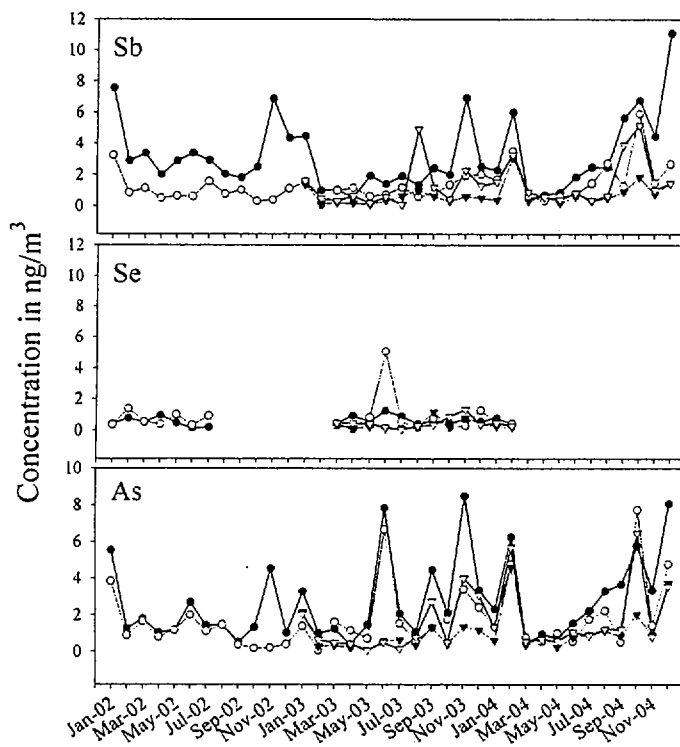 12
10
8
6
4
2
0
Sb
12
10
8
6
4
2
0
Se
10
8
6
4
2
0
As
Concentration in ng/m³
Jan-02
Mar-02
May-02
Jul-02
Sep-02
Nov-02
Jan-03
Mar-03
May-03
Jul-03
Sep-03
Nov-03
Jan-04
Mar-04
May-04
Jul-04
Sep-04
Nov-04